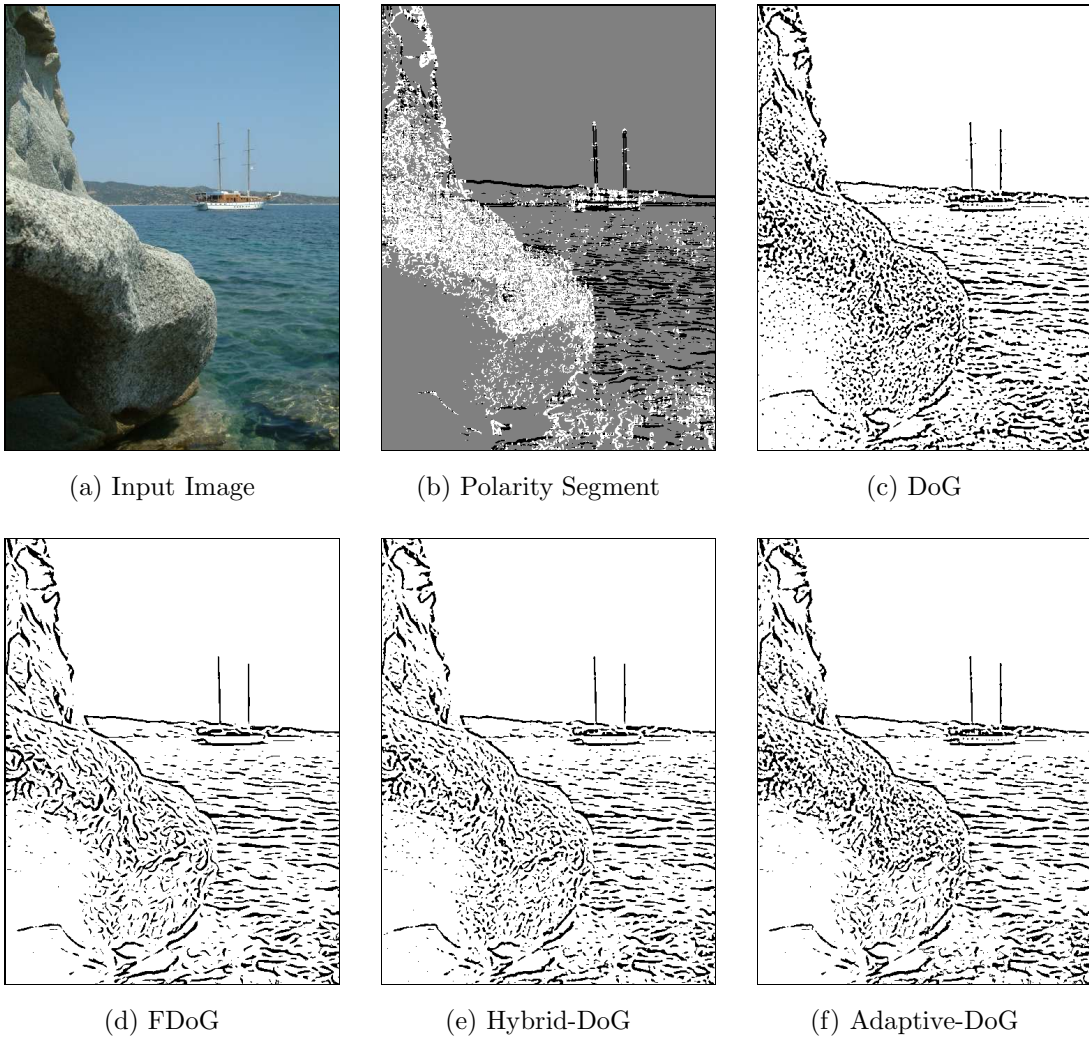 (a) Input Image
(b) Polarity Segment
(c) DoG
(d) FDoG
(e) Hybrid-DoG
(f) Adaptive-DoG